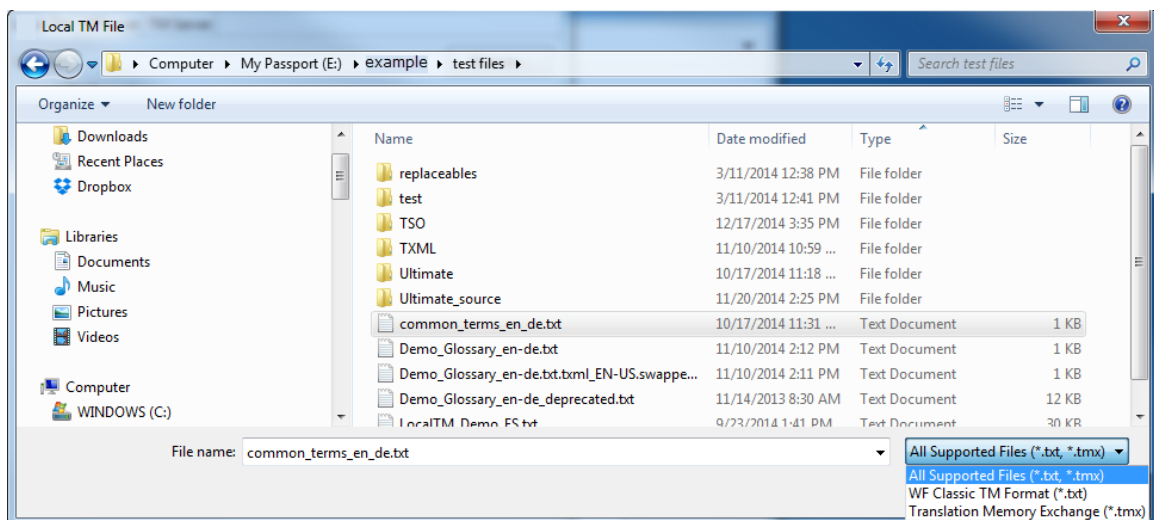 Local TM File
Computer ▸ My Passport (E:) ▸ example ▸ test files ▸ Search test files
Organize New folder
Name Date modified Type Size
Downloads
Recent Places
Dropbox
Libraries
Documents
Music
Pictures
Videos
Computer
WINDOWS (C:)
replaceables 3/11/2014 12:38 PM File folder
test 3/11/2014 12:41 PM File folder
TSO 12/17/2014 3:35 PM File folder
TXML 11/10/2014 10:59 ... File folder
Ultimate 10/17/2014 11:18 ... File folder
Ultimate_source 11/20/2014 2:25 PM File folder
common_terms_en_de.txt 10/17/2014 11:31 ... Text Document 1 KB
Demo_Glossary_en-de.txt 11/10/2014 2:12 PM Text Document 1 KB
Demo_Glossary_en-de.txt.txml_EN-US.swappe... 11/10/2014 2:11 PM Text Document 1 KB
Demo_Glossary_en-de_deprecated.txt 11/14/2013 8:30 AM Text Document 12 KB
LocalTM_Demo_ES.txt 9/23/2014 1:41 PM Text Document 30 KB
File name: common_terms_en_de.txt All Supported Files (*.txt, *.tmx)
All Supported Files (*.txt, *.tmx)
WF Classic TM Format (*.txt)
Translation Memory Exchange (*.tmx)